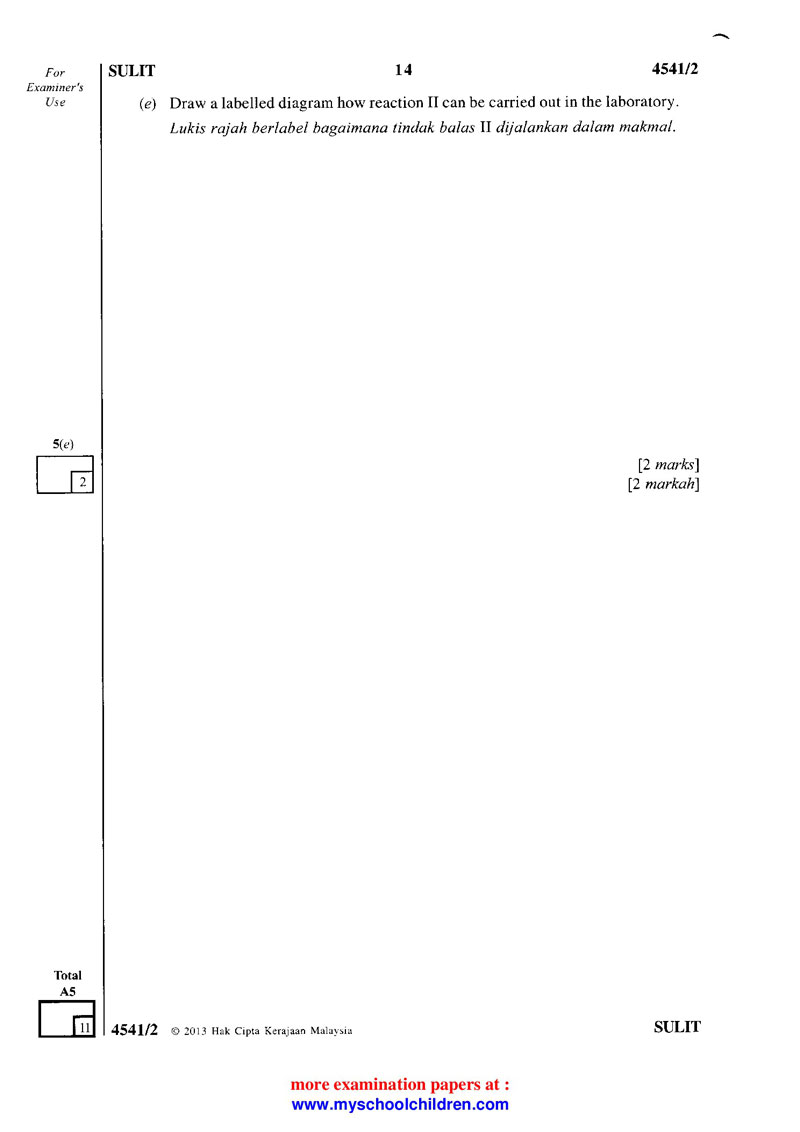 For
Examiner's
Use
SULIT 14 4541/2
(e) Draw a labelled diagram how reaction II can be carried out in the laboratory.
Lukis rajah berlabel bagaimana tindak balas II dijalankan dalam makmal.
5(e)
2
[2 marks]
[2 markah]
Total
A5
11
4541/2 © 2013 Hak Cipta Kerajaan Malaysia SULIT
more examination papers at :
www.myschoolchildren.com